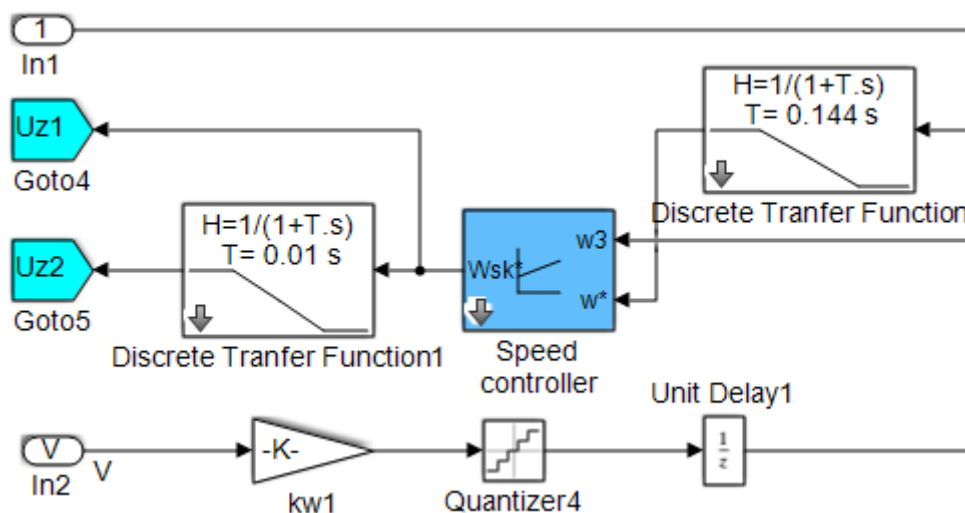 1
In1
Uz1
Goto4
H=1/(1+T.s)
T= 0.144 s
Discrete Tranfer Function
H=1/(1+T.s)
T= 0.01 s
Discrete Tranfer Function1
Uz2
Goto5
w3
Wsk*
w*
Speed
controller
Unit Delay1
V
In2
V
-K-
kw1
Quantizer4
1
z